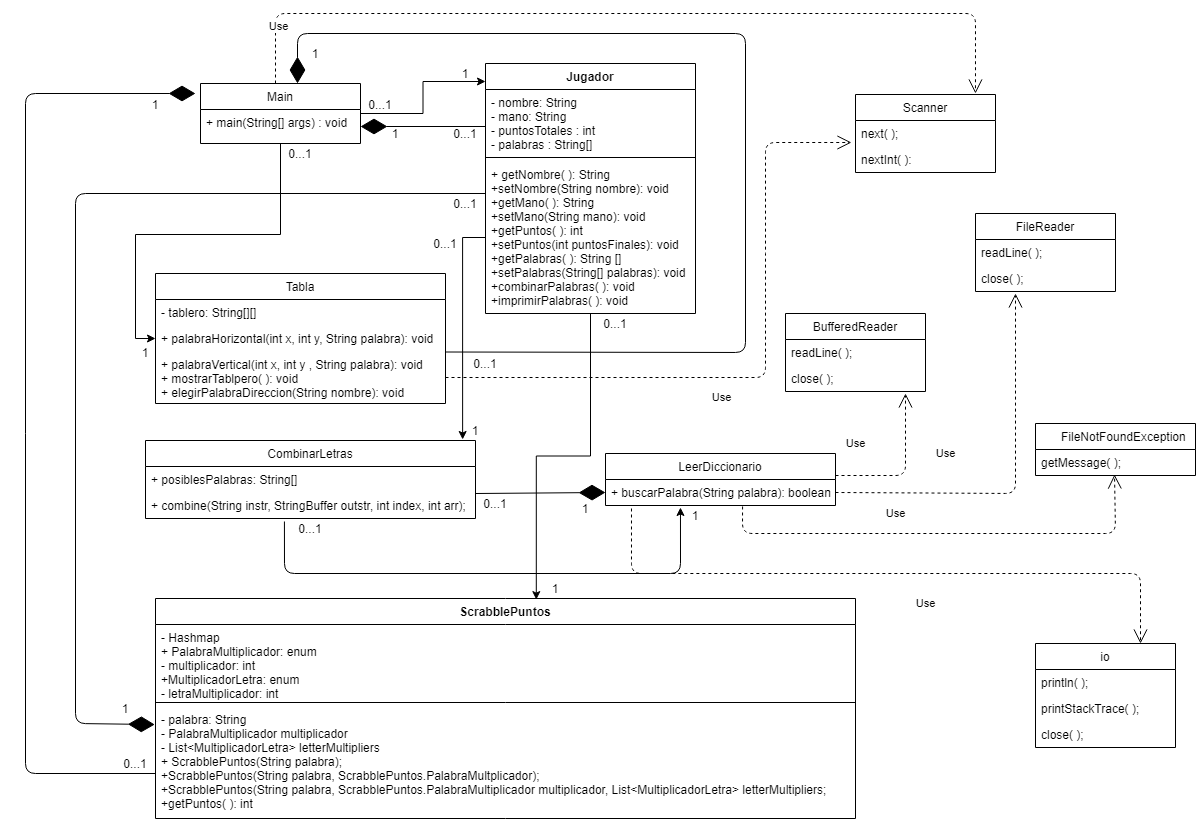 Use
1
1
Main
+ main(String[] args) : void
0...1
1
0...1
1
0...1
Jugador
- nombre: String
- mano: String
- puntosTotales : int
- palabras : String[]
+ getNombre( ): String
+setNombre(String nombre): void
+getMano( ): String
+setMano(String mano): void
+getPuntos( ): int
+setPuntos(int puntosFinales): void
+getPalabras( ): String []
+setPalabras(String[] palabras): void
+combinarPalabras( ): void
+imprimirPalabras( ): void
0...1
0...1
0...1
Scanner
next( );
nextInt( ):
FileReader
readLine( );
close( );
Tabla
- tablero: String[][]
+ palabraHorizontal(int x, int y, String palabra): void
+ palabraVertical(int x, int y , String palabra): void
+ mostrarTablpero( ): void
+ elegirPalabraDireccion(String nombre): void
1
0...1
Use
BufferedReader
readLine( );
close( );
FileNotFoundException
getMessage( );
1
CombinarLetras
+ posiblesPalabras: String[]
+ combine(String instr, StringBuffer outstr, int index, int arr);
0...1
0...1
1
LeerDiccionario
+ buscarPalabra(String palabra): boolean
1
Use
Use
Use
Use
1
ScrabblePuntos
- Hashmap
+ PalabraMultiplicador: enum
- multiplicador: int
+MultiplicadorLetra: enum
- letraMultiplicador: int
- palabra: String
- PalabraMultiplicador multiplicador
- List<MultiplicadorLetra> letterMultipliers
+ ScrabblePuntos(String palabra);
+ScrabblePuntos(String palabra, ScrabblePuntos.PalabraMultplicador);
+ScrabblePuntos(String palabra, ScrabblePuntos.PalabraMultiplicador multiplicador, List<MultiplicadorLetra> letterMultipliers;
+getPuntos( ): int
1
0...1
io
println( );
printStackTrace( );
close( );